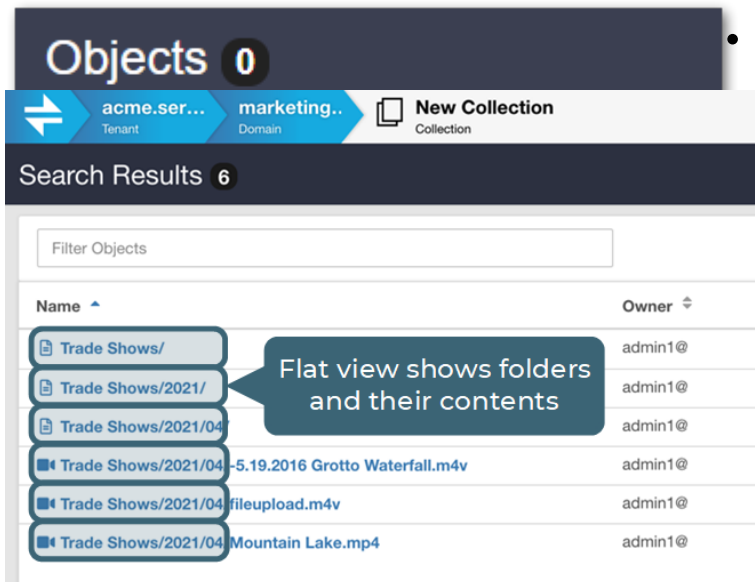 Objects 0
acme.ser... marketing.. New Collection
Tenant Domain Collection
Search Results 6
Filter Objects
Name Owner
Trade Shows/ admin1@
Trade Shows/2021/ admin1@
Trade Shows/2021/04/ admin1@
Trade Shows/2021/04 -5.19.2016 Grotto Waterfall.m4v admin1@
Trade Shows/2021/04 fileupload.m4v admin1@
Trade Shows/2021/04 Mountain Lake.mp4 admin1@
Flat view shows folders
and their contents